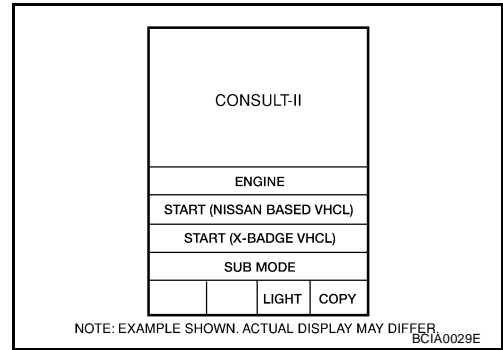 CONSULT-II
ENGINE
START (NISSAN BASED VHCL)
START (X-BADGE VHCL)
SUB MODE
LIGHT COPY
NOTE: EXAMPLE SHOWN. ACTUAL DISPLAY MAY DIFFER.
BCIA0029E